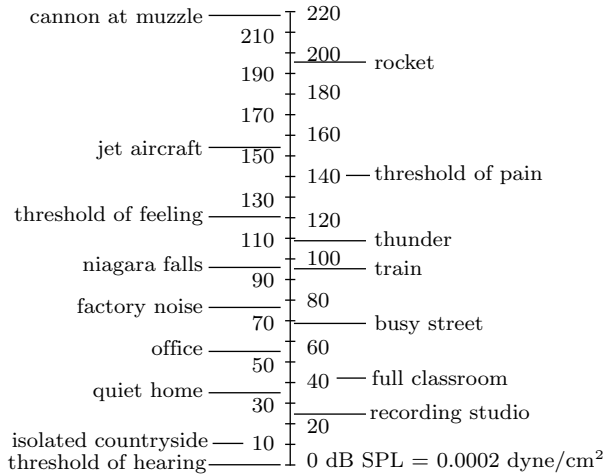 cannon at muzzle
220
210
200
rocket
190
180
170
160
jet aircraft
150
140
threshold of pain
130
threshold of feeling
120
110
thunder
niagara falls
100
train
90
factory noise
80
70
busy street
office
60
50
40
full classroom
quiet home
30
recording studio
20
isolated countryside
10
threshold of hearing
0 dB SPL = 0.0002 dyne/cm²